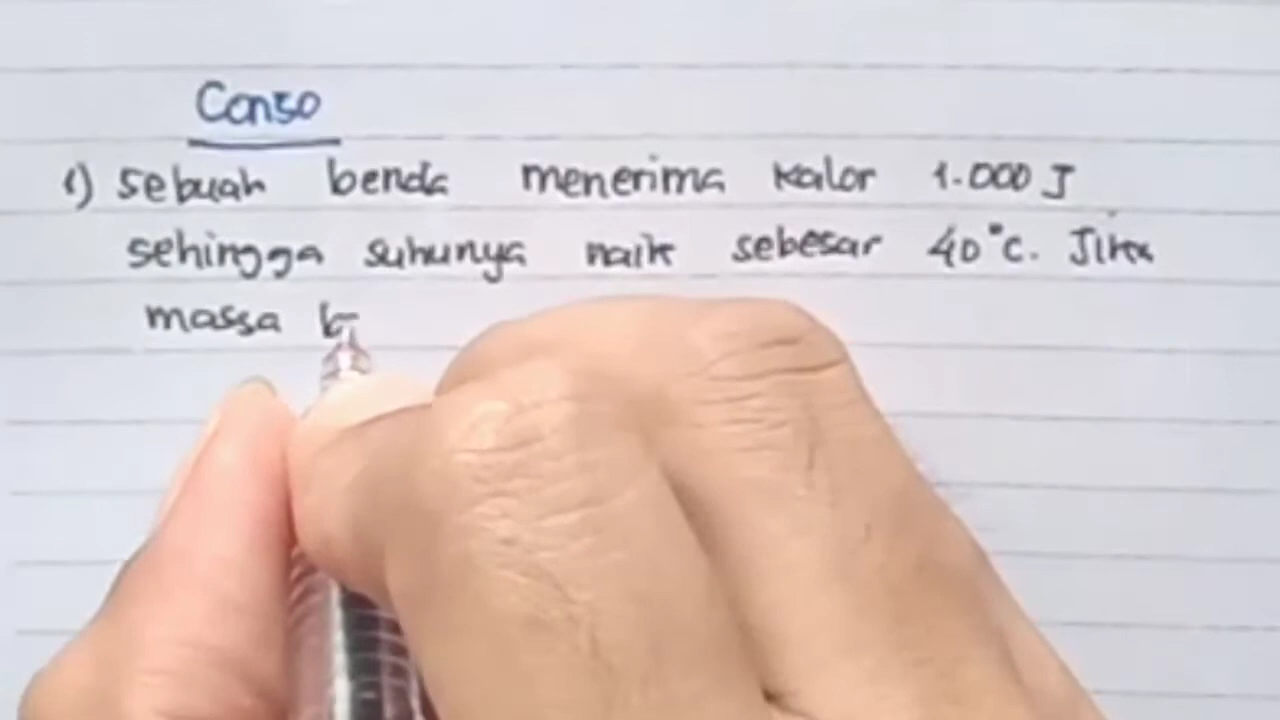 Conso
1) Sebuah benda menerima kalor 1.000 J
sehingga suhunya naik sebesar 40°C. Jika
massa b